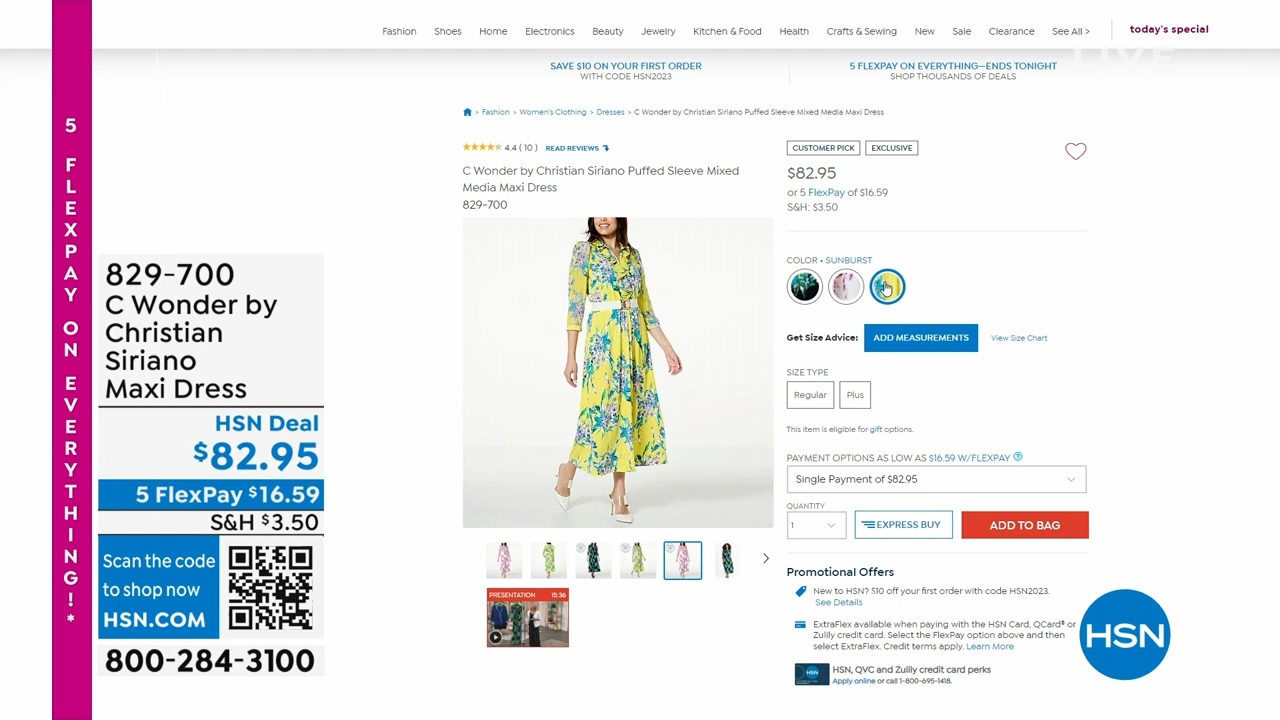 Fashion Shoes Home Electronics Beauty Jewelry Kitchen & Food Health Crafts & Sewing New Sale Clearance See All > today's special
LIVE
SAVE $10 ON YOUR FIRST ORDER
WITH CODE HSN2023
5 FLEXPAY ON EVERYTHING—ENDS TONIGHT
SHOP THOUSANDS OF DEALS
5 FLEXPAY ON EVERYTHING!*
> Fashion > Women's Clothing > Dresses > C Wonder by Christian Siriano Puffed Sleeve Mixed Media Maxi Dress
4.4 ( 10 ) READ REVIEWS
C Wonder by Christian Siriano Puffed Sleeve Mixed
Media Maxi Dress
829-700
CUSTOMER PICK EXCLUSIVE
$82.95
or 5 FlexPay of $16.59
S&H: $3.50
COLOR • SUNBURST
Get Size Advice: ADD MEASUREMENTS View Size Chart
SIZE TYPE
Regular Plus
This item is eligible for gift options.
PAYMENT OPTIONS AS LOW AS $16.59 W/FLEXPAY ?
Single Payment of $82.95
QUANTITY
1 EXPRESS BUY ADD TO BAG
Promotional Offers
New to HSN? $10 off your first order with code HSN2023.
See Details
ExtraFlex available when paying with the HSN Card, QCard® or
Zulily credit card. Select the FlexPay option above and then
select ExtraFlex. Credit terms apply. Learn More
HSN, QVC and Zulily credit card perks
Apply online or call 1-800-695-1418.
PRESENTATION 15:36
829-700
C Wonder by
Christian
Siriano
Maxi Dress
HSN Deal
$82.95
5 FlexPay $16.59
S&H $3.50
Scan the code
to shop now
HSN.COM
800-284-3100
HSN